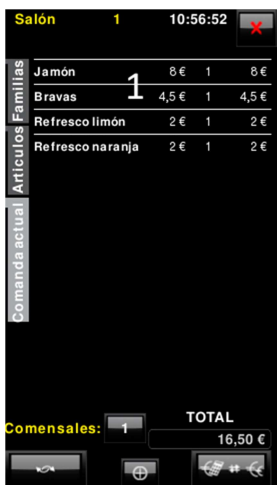 Salón 1 10:56:52
Familias
Articulos
Comanda actual
Jamón 8 € 1 8 €
1
Bravas 4,5 € 1 4,5 €
Refresco limón 2 € 1 2 €
Refresco naranja 2 € 1 2 €
TOTAL
Comensales: 1
16,50 €